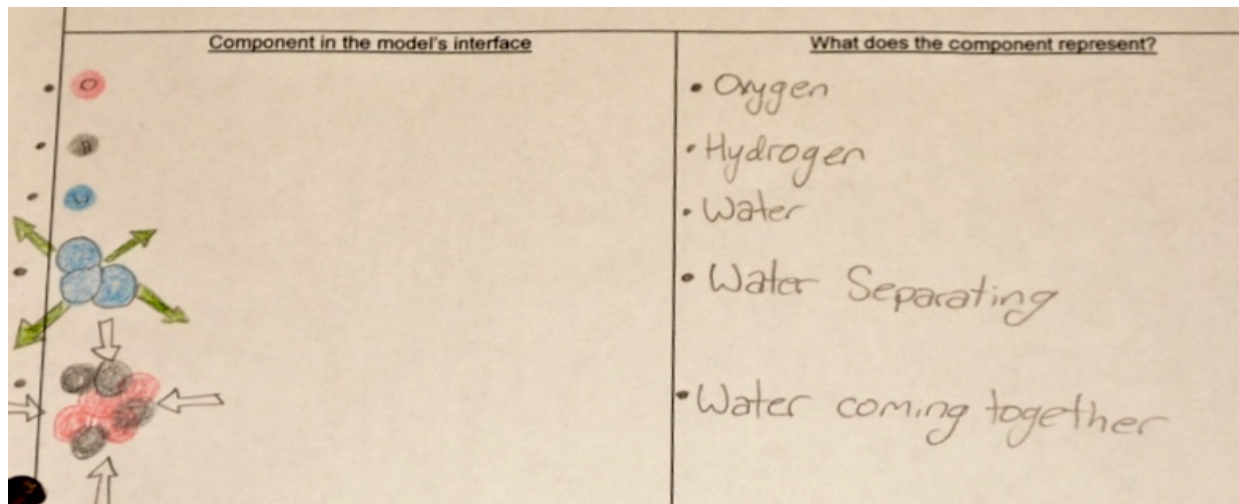 Component in the model's interface
What does the component represent?
O
• Oxygen
H
• Hydrogen
• Water
• Water Separating
• Water coming together